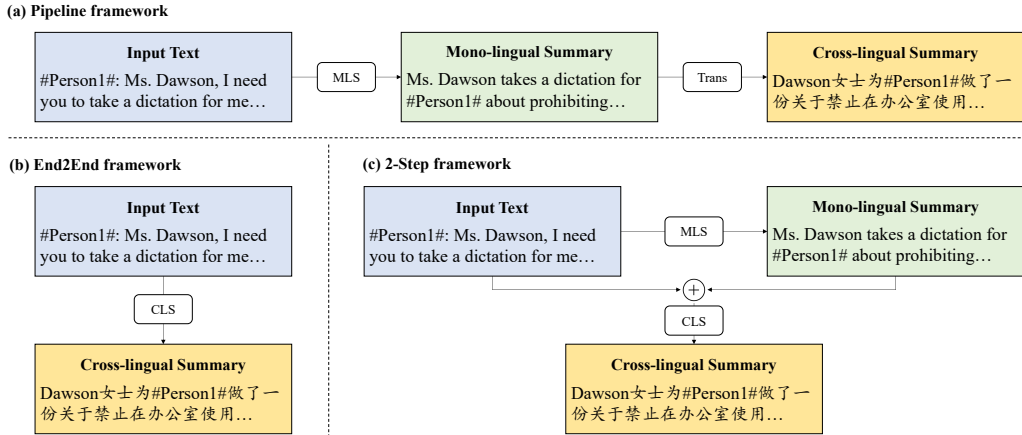 (a) Pipeline framework
Input Text
#Person1#: Ms. Dawson, I need
you to take a dictation for me…
MLS
Mono-lingual Summary
Ms. Dawson takes a dictation for
#Person1# about prohibiting…
Trans
Cross-lingual Summary
Dawson女士为#Person1#做了一
份关于禁止在办公室使用…
(b) End2End framework
Input Text
#Person1#: Ms. Dawson, I need
you to take a dictation for me…
CLS
Cross-lingual Summary
Dawson女士为#Person1#做了一
份关于禁止在办公室使用…
(c) 2-Step framework
Input Text
#Person1#: Ms. Dawson, I need
you to take a dictation for me…
MLS
Mono-lingual Summary
Ms. Dawson takes a dictation for
#Person1# about prohibiting…
+
CLS
Cross-lingual Summary
Dawson女士为#Person1#做了一
份关于禁止在办公室使用…